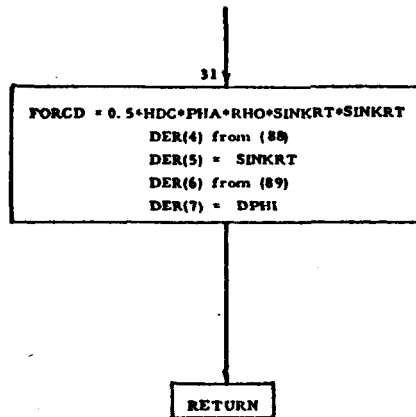 31
FORCD = 0.5*HDC*PHA*RHO*SINKRT*SINKRT
DER(4) from (88)
DER(5) = SINKRT
DER(6) from (89)
DER(7) = DPHI
RETURN